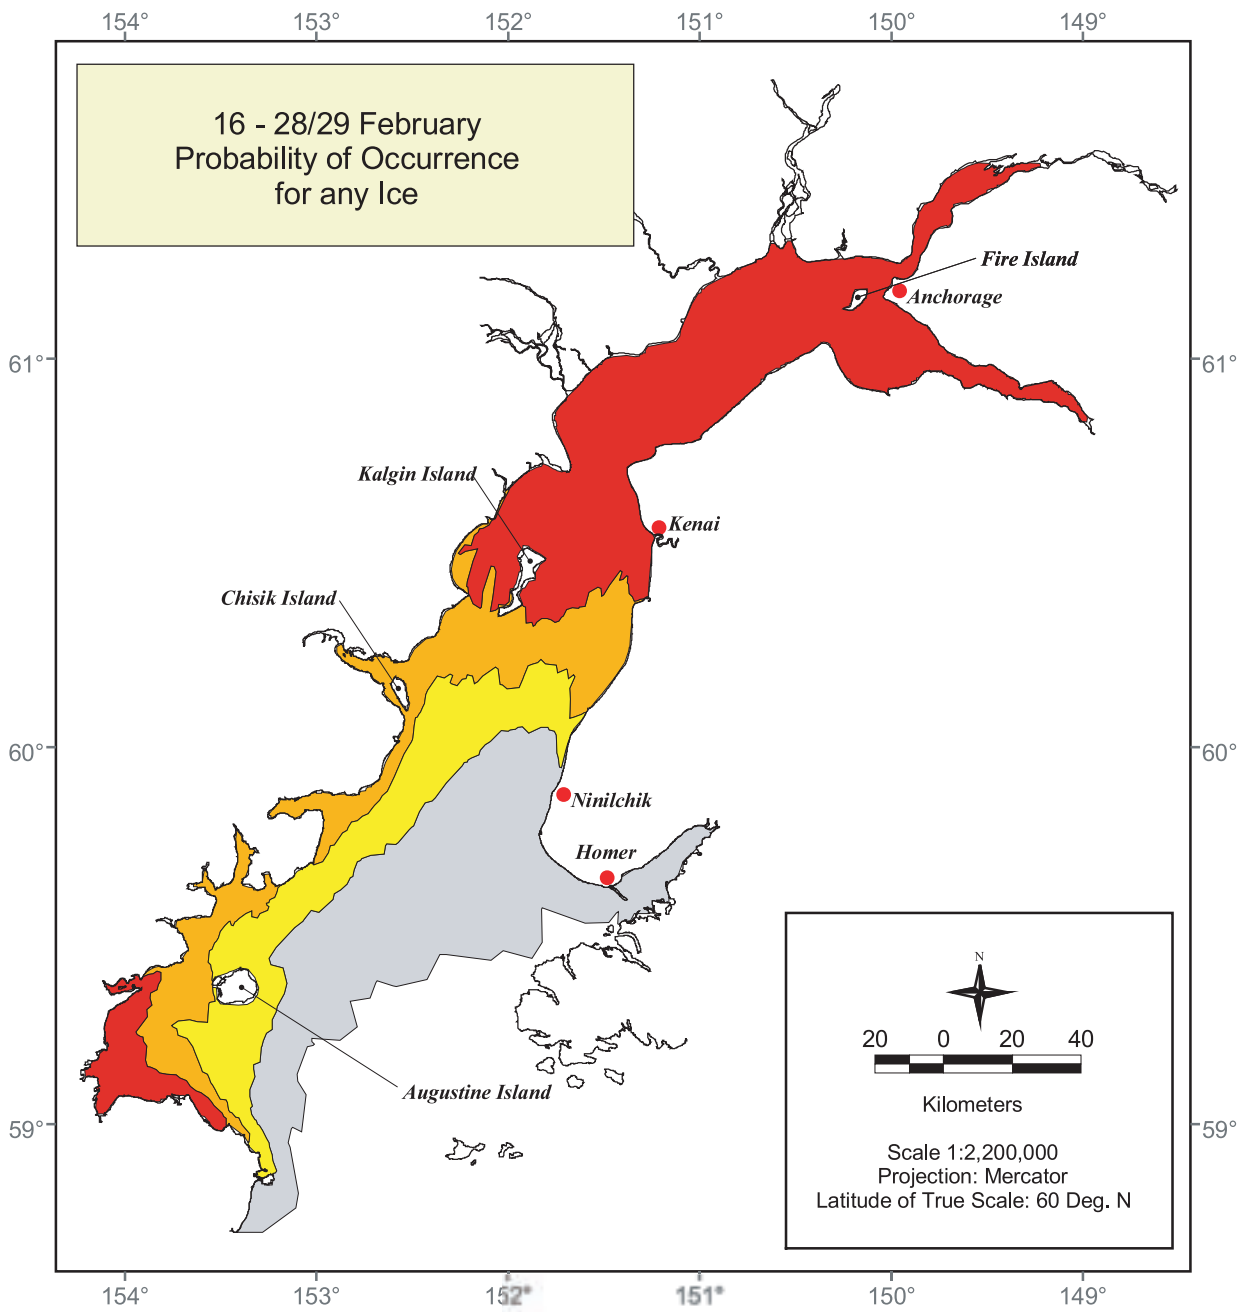 154° 153° 152° 151° 150° 149°
16 - 28/29 February
Probability of Occurrence
for any Ice
Fire Island
Anchorage
61° 61°
Kalgin Island
Kenai
Chisik Island
60° 60°
Ninilchik
Homer
N
20 0 20 40
Kilometers
Augustine Island
59° 59°
Scale 1:2,200,000
Projection: Mercator
Latitude of True Scale: 60 Deg. N
154° 153° 152° 151° 150° 149°